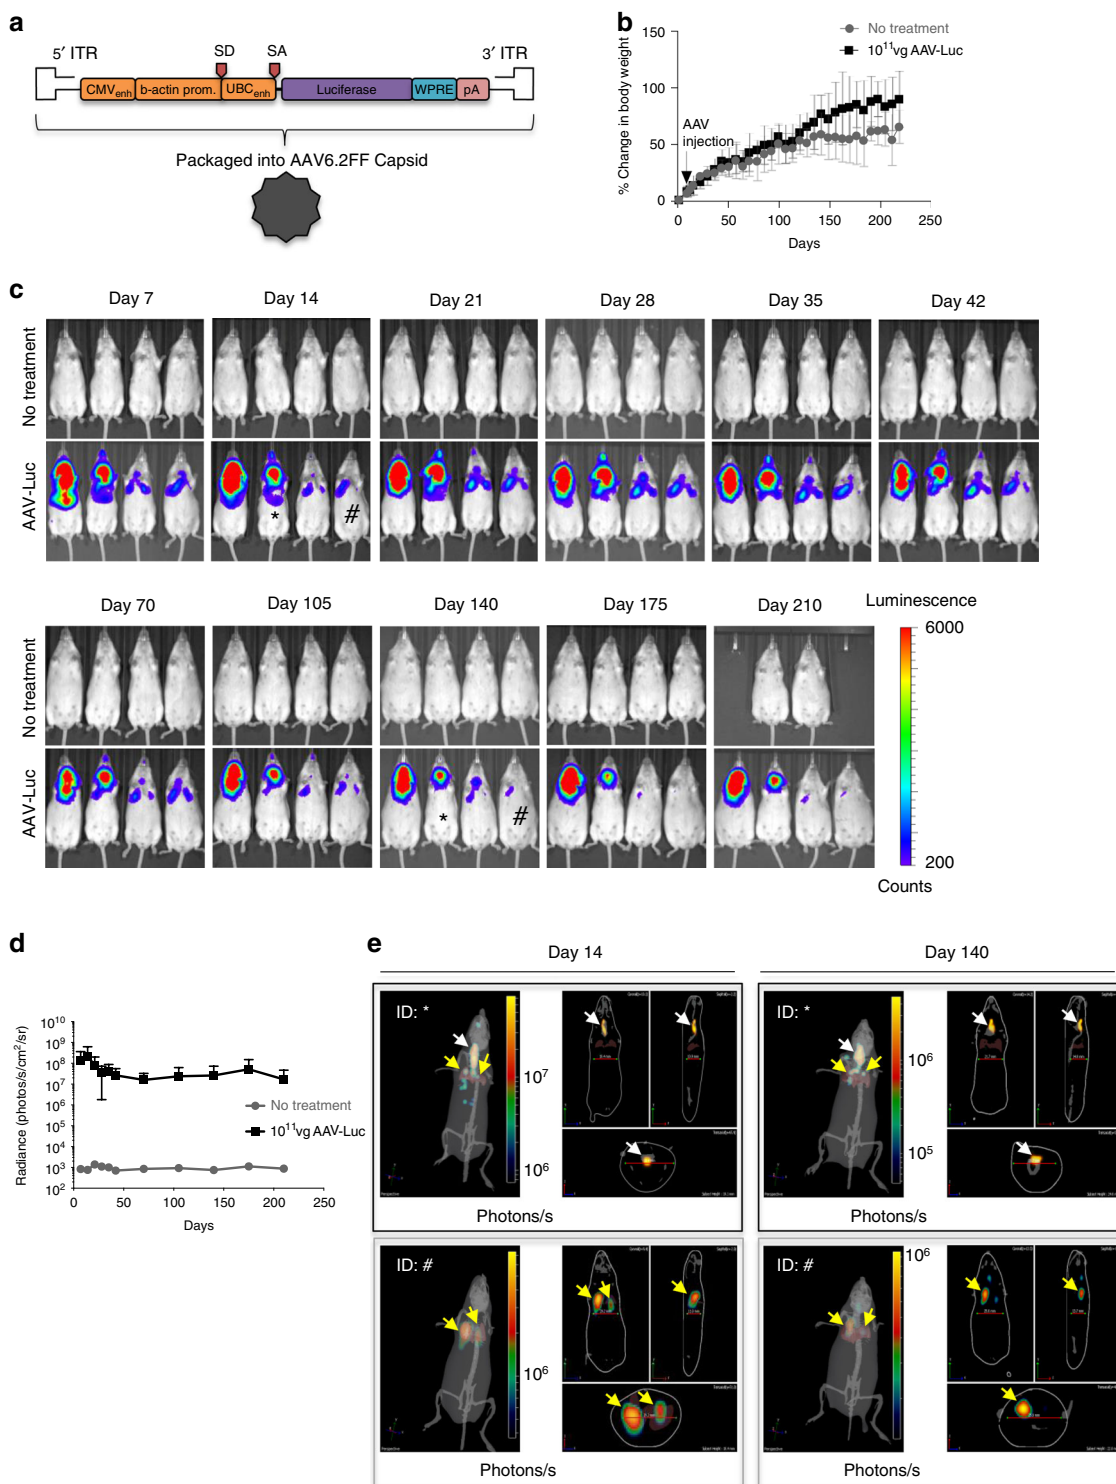 a
5′ ITR
SD
SA
3′ ITR
CMVenh
b-actin prom.
UBCenh
Luciferase
WPRE
pA
Packaged into AAV6.2FF Capsid
b
No treatment
10¹¹vg AAV-Luc
% Change in body weight
150
100
50
0
AAV
injection
0
50
100
150
200
250
Days
c
Day 7
Day 14
Day 21
Day 28
Day 35
Day 42
No treatment
AAV-Luc
*
#
Day 70
Day 105
Day 140
Day 175
Day 210
No treatment
AAV-Luc
*
#
Luminescence
6000
200
Counts
d
Radiance (photos/s/cm²/sr)
10¹⁰
10⁹
10⁸
10⁷
10⁶
10⁵
10⁴
10³
10²
No treatment
10¹¹vg AAV-Luc
0
50
100
150
200
250
Days
e
Day 14
Day 140
ID: *
10⁷
10⁶
Photons/s
ID: *
10⁶
10⁵
Photons/s
ID: #
10⁶
Photons/s
ID: #
10⁶
Photons/s